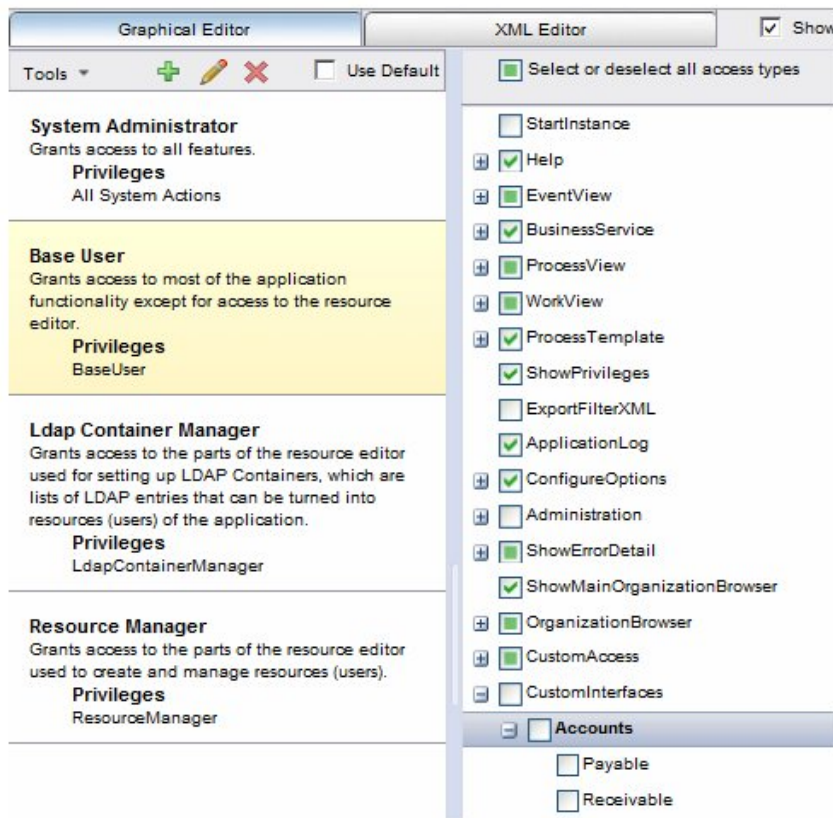 Graphical Editor
XML Editor
Show
Tools
Use Default
Select or deselect all access types
System Administrator
Grants access to all features.
Privileges
All System Actions
Base User
Grants access to most of the application
functionality except for access to the resource
editor.
Privileges
BaseUser
Ldap Container Manager
Grants access to the parts of the resource editor
used for setting up LDAP Containers, which are
lists of LDAP entries that can be turned into
resources (users) of the application.
Privileges
LdapContainerManager
Resource Manager
Grants access to the parts of the resource editor
used to create and manage resources (users).
Privileges
ResourceManager
StartInstance
Help
EventView
BusinessService
ProcessView
WorkView
ProcessTemplate
ShowPrivileges
ExportFilterXML
ApplicationLog
ConfigureOptions
Administration
ShowErrorDetail
ShowMainOrganizationBrowser
OrganizationBrowser
CustomAccess
CustomInterfaces
Accounts
Payable
Receivable